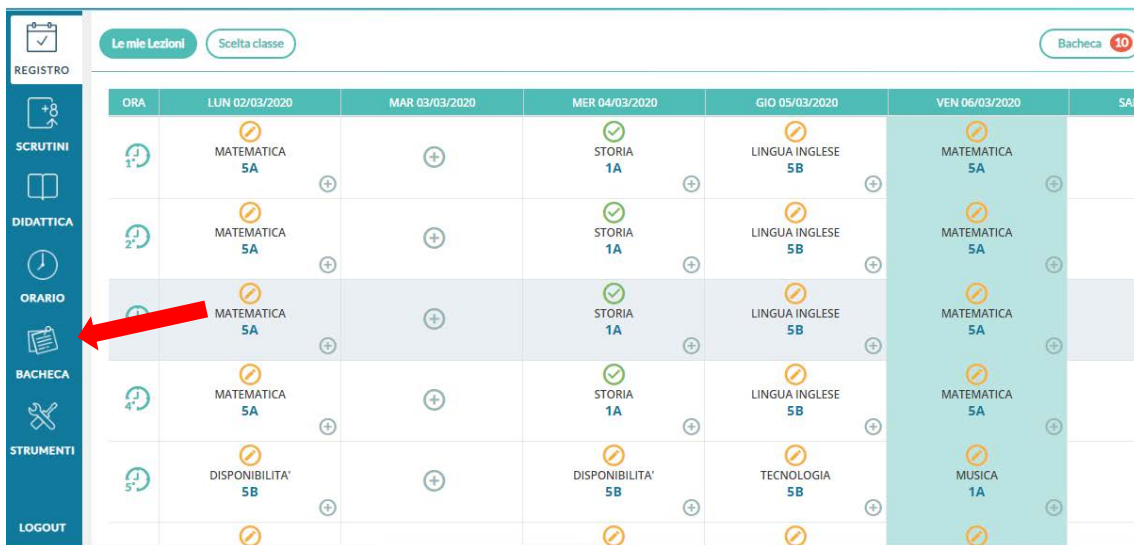 REGISTRO
SCRUTINI
DIDATTICA
ORARIO
BACHECA
STRUMENTI
LOGOUT
Le mie Lezioni Scelta classe Bacheca 10
ORA LUN 02/03/2020 MAR 03/03/2020 MER 04/03/2020 GIO 05/03/2020 VEN 06/03/2020
1° MATEMATICA STORIA LINGUA INGLESE MATEMATICA
5A 1A 5B 5A
2° MATEMATICA STORIA LINGUA INGLESE MATEMATICA
5A 1A 5B 5A
MATEMATICA STORIA LINGUA INGLESE MATEMATICA
5A 1A 5B 5A
4° MATEMATICA STORIA LINGUA INGLESE MATEMATICA
5A 1A 5B 5A
5° DISPONIBILITA' DISPONIBILITA' TECNOLOGIA MUSICA
5B 5B 5B 1A